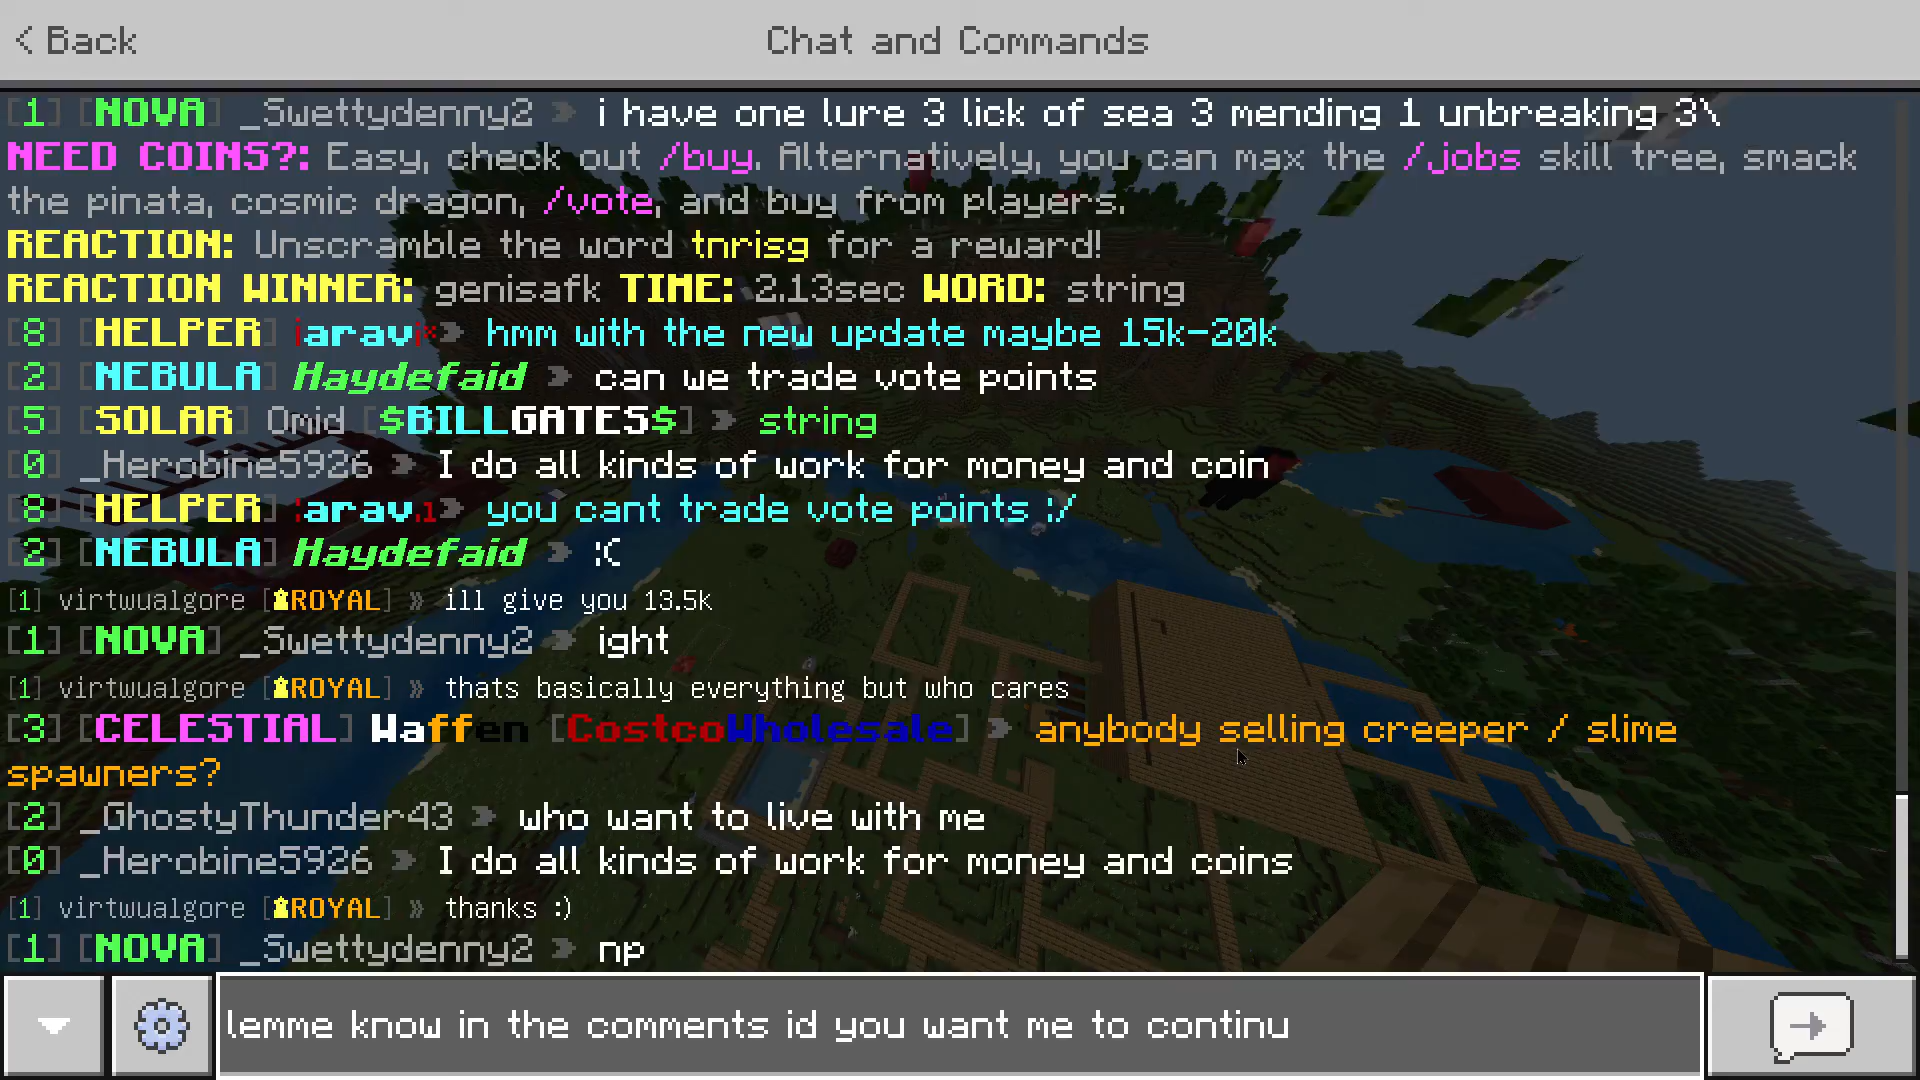 < Back
Chat and Commands
[1] [NOVA] _Swettydenny2 » i have one lure 3 lick of sea 3 mending 1 unbreaking 3\
NEED COINS?: Easy, check out /buy. Alternatively, you can max the /jobs skill tree, smack
the pinata, cosmic dragon, /vote, and buy from players.
REACTION: Unscramble the word tnrisg for a reward!
REACTION WINNER: genisafk TIME: 2.13sec WORD: string
[8] [HELPER] arav » hmm with the new update maybe 15k-20k
[2] [NEBULA] Haydefaid » can we trade vote points
[5] [SOLAR] Omid [$BILLGATES$] » string
[0] _Herobine5926 » I do all kinds of work for money and coin
[8] [HELPER] arav » you cant trade vote points :/
[2] [NEBULA] Haydefaid » :(
[1] virtwualgore [ROYAL] » ill give you 13.5k
[1] [NOVA] _Swettydenny2 » ight
[1] virtwualgore [ROYAL] » thats basically everything but who cares
[3] [CELESTIAL] Waffen [CostcoWholesale] » anybody selling creeper / slime
spawners?
[2] _GhostyThunder43 » who want to live with me
[0] _Herobine5926 » I do all kinds of work for money and coins
[1] virtwualgore [ROYAL] » thanks :)
[1] [NOVA] _Swettydenny2 » np
lemme know in the comments id you want me to continu